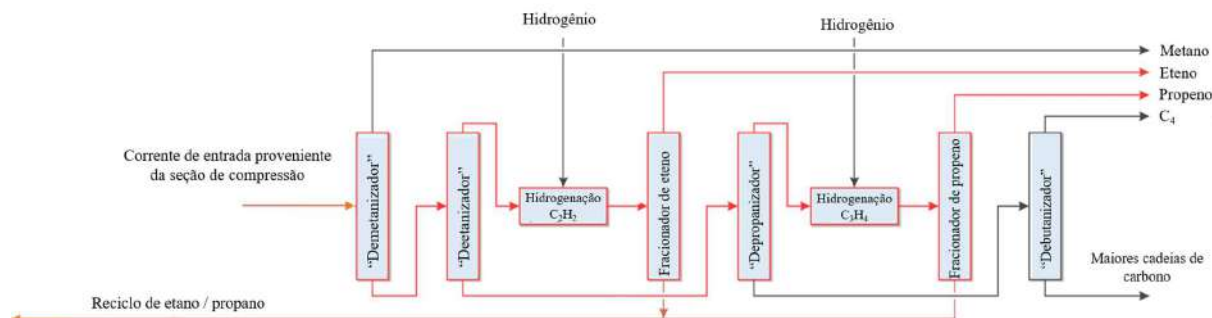 Hidrogênio
Hidrogênio
Metano
Eteno
Propeno
C₄
Corrente de entrada proveniente
da seção de compressão
“Demetanizador”
“Deetanizador”
Hidrogenação
C₂H₂
Fracionador de eteno
“Depropanizador”
Hidrogenação
C₃H₄
Fracionador de propeno
“Debutanizador”
Maiores cadeias de
carbono
Reciclo de etano / propano